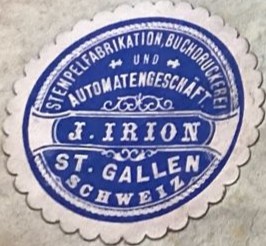 STEMPELFABRIKATION, BUCHDRUCKEREI
UND
AUTOMATENGESCHÄFT.
J. IRION
ST. GALLEN
SCHWEIZ